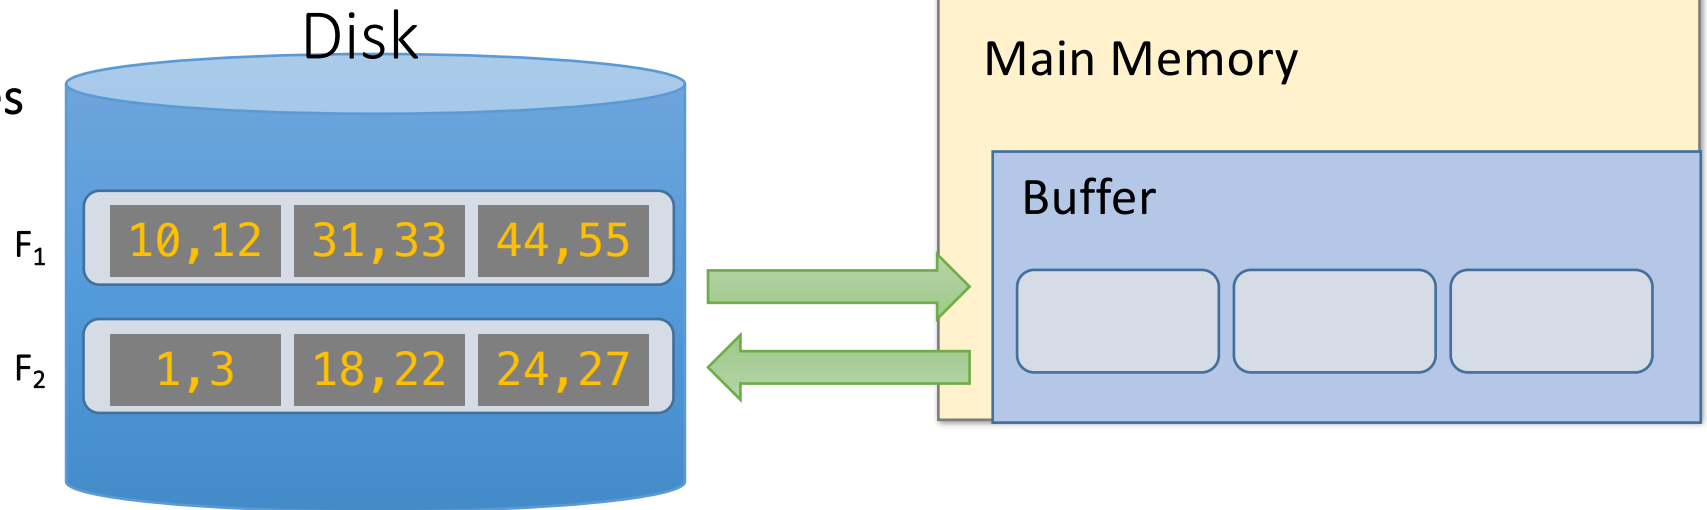 Disk
Main Memory
Buffer
F₁ 10,12 31,33 44,55
F₂ 1,3 18,22 24,27